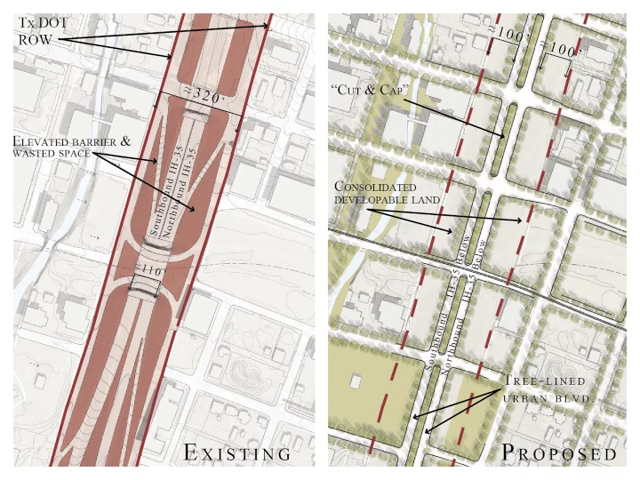 TxDOT
ROW
≈320'
ELEVATED BARRIER &
WASTED SPACE
Southbound IH-35
Northbound IH-35
≈110'
EXISTING
≈100'
≈100'
"CUT & CAP"
CONSOLIDATED
DEVELOPABLE LAND
Southbound IH-35 Below
Northbound IH-35 Below
TREE-LINED
URBAN BLVD.
PROPOSED